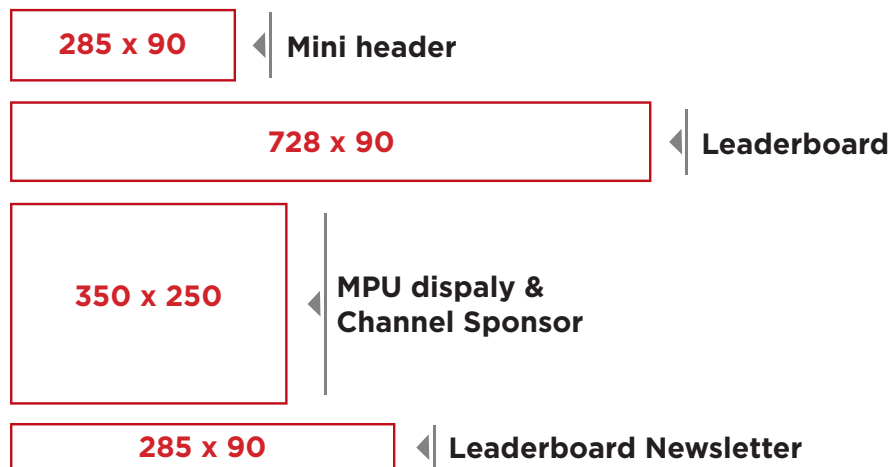 285 x 90
Mini header
728 x 90
Leaderboard
350 x 250
MPU dispaly &
Channel Sponsor
285 x 90
Leaderboard Newsletter